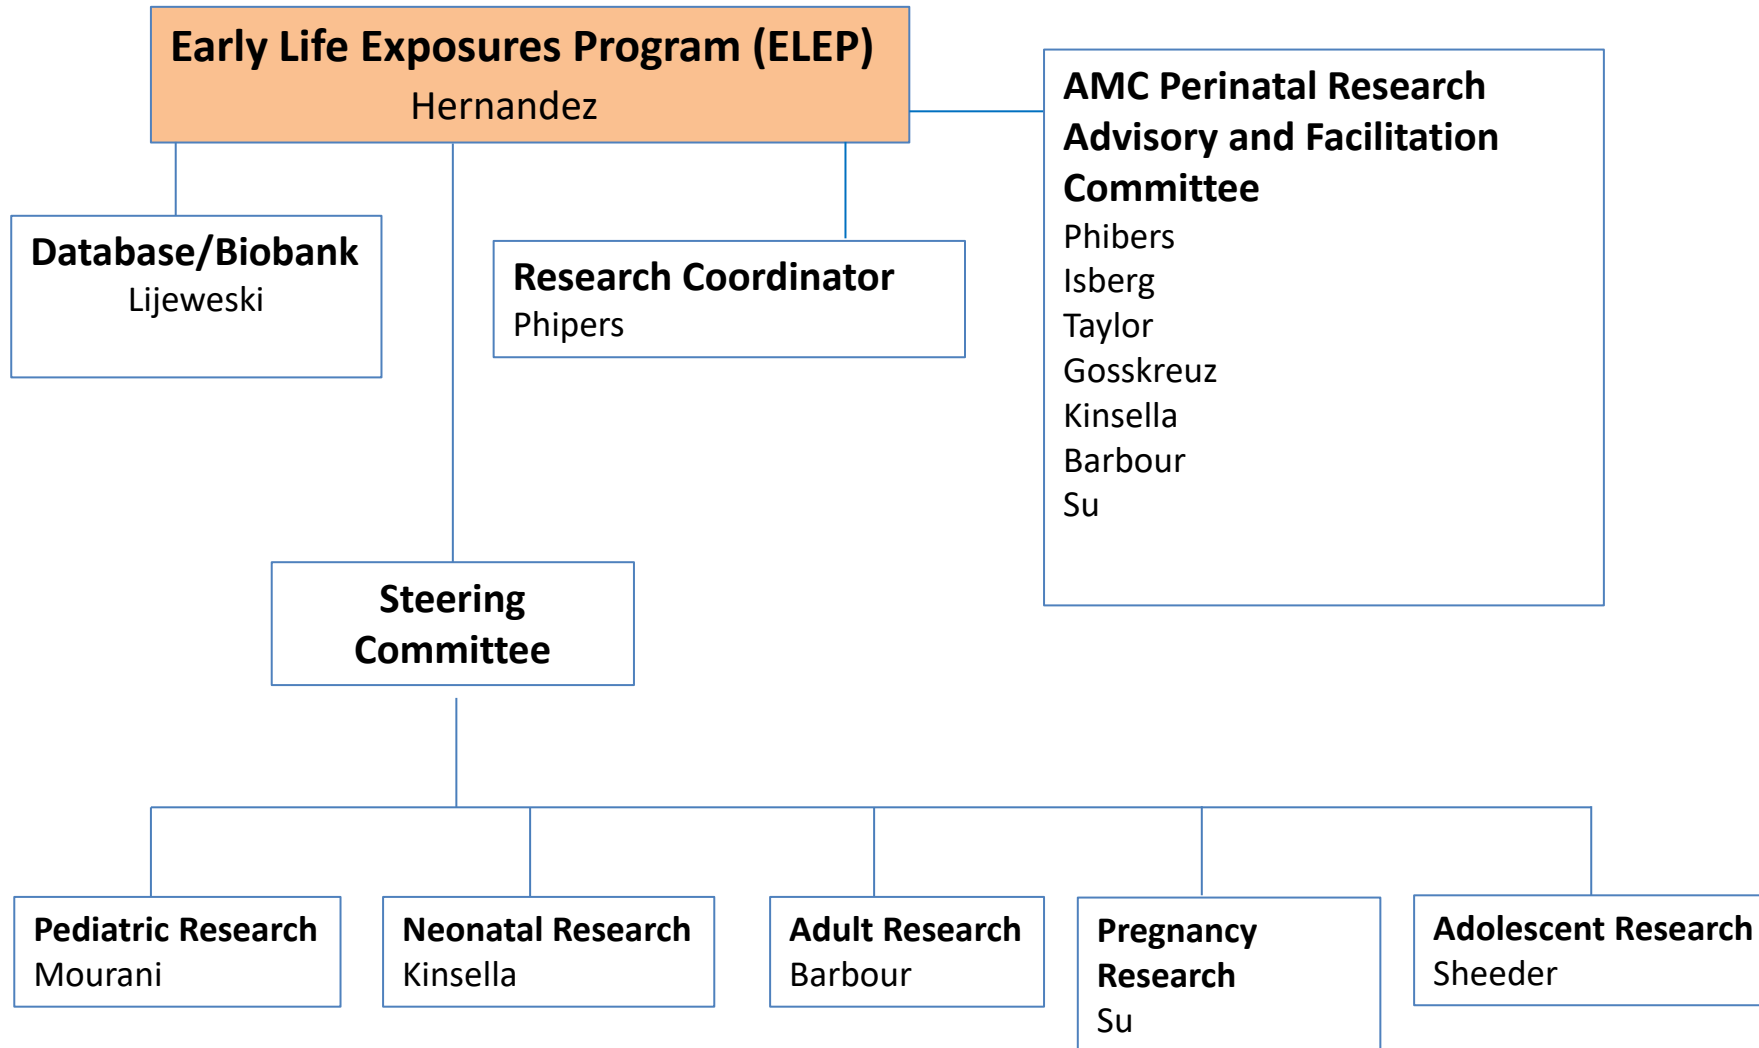 Early Life Exposures Program (ELEP)
Hernandez
AMC Perinatal Research
Advisory and Facilitation
Committee
Phibers
Isberg
Taylor
Gosskreuz
Kinsella
Barbour
Su
Database/Biobank
Lijeweski
Research Coordinator
Phipers
Steering
Committee
Pediatric Research
Mourani
Neonatal Research
Kinsella
Adult Research
Barbour
Pregnancy
Research
Su
Adolescent Research
Sheeder